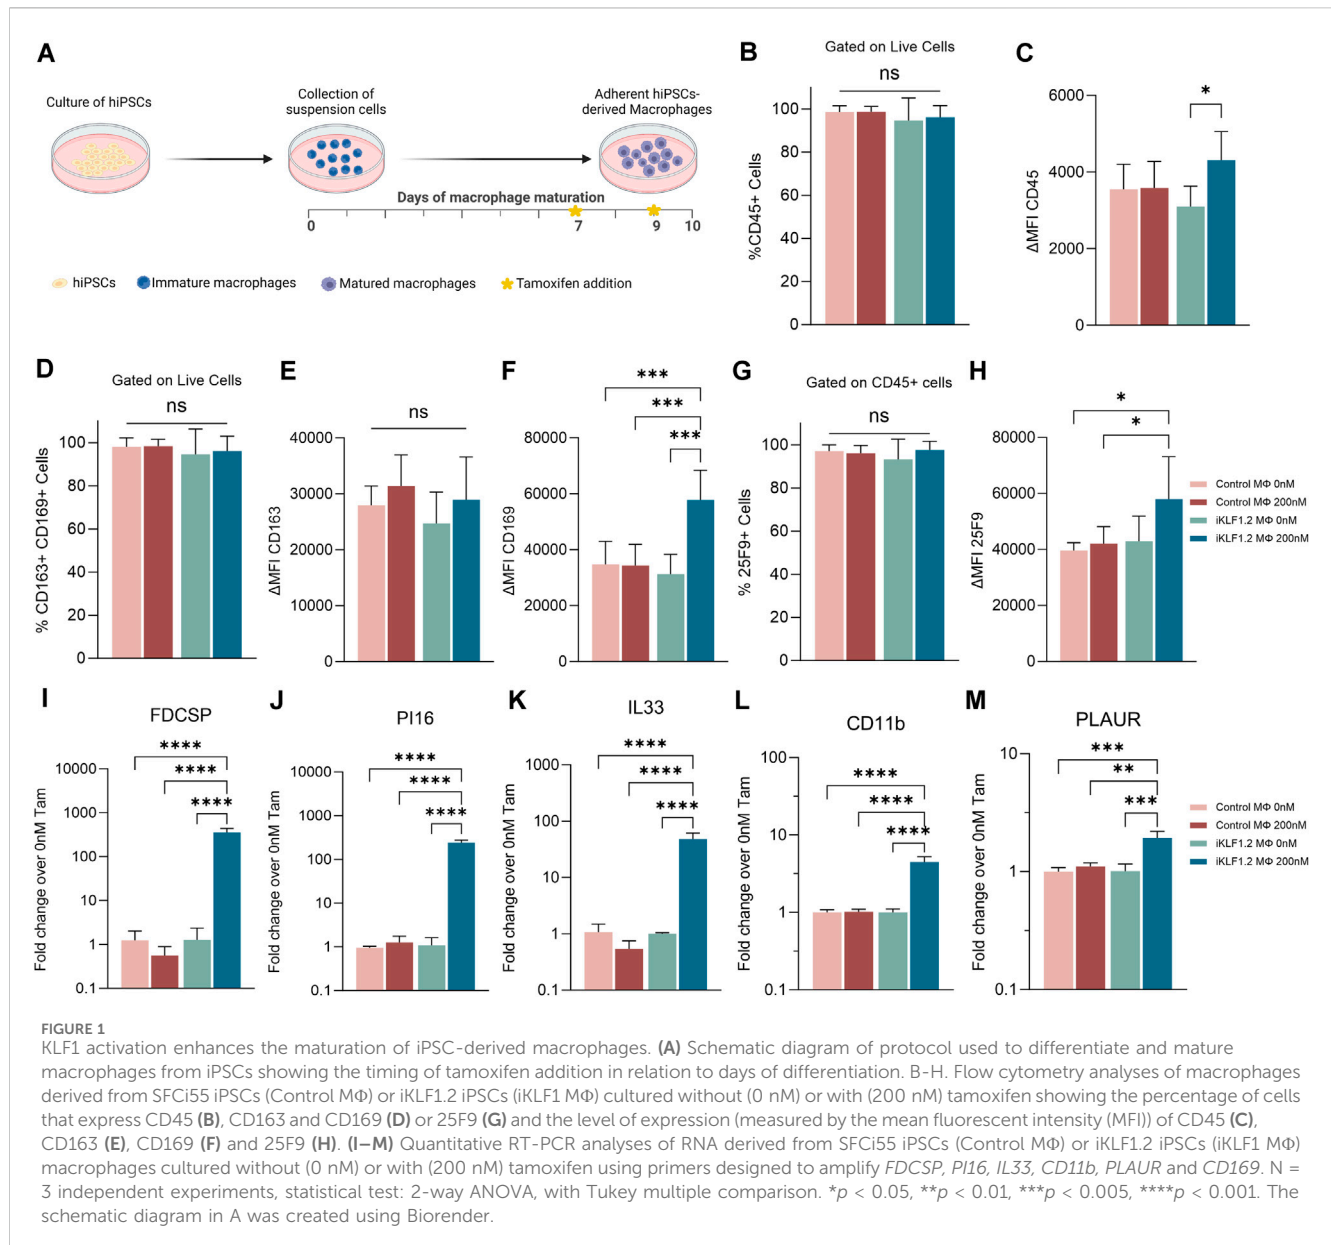 A
Culture of hiPSCs
Collection of
suspension cells
Adherent hiPSCs-
derived Macrophages
Days of macrophage maturation
0
7
9
10
hiPSCs
Immature macrophages
Matured macrophages
Tamoxifen addition
B
Gated on Live Cells
ns
%CD45+ Cells
100
80
60
40
20
0
C
*
ΔMFI CD45
6000
4000
2000
0
D
Gated on Live Cells
ns
% CD163+ CD169+ Cells
100
80
60
40
20
0
E
ns
ΔMFI CD163
40000
30000
20000
10000
0
F
***
***
***
ΔMFI CD169
80000
60000
40000
20000
0
G
Gated on CD45+ cells
ns
% 25F9+ Cells
100
80
60
40
20
0
H
*
*
ΔMFI 25F9
80000
60000
40000
20000
0
Control MΦ 0nM
Control MΦ 200nM
iKLF1.2 MΦ 0nM
iKLF1.2 MΦ 200nM
I
FDCSP
****
****
****
Fold change over 0nM Tam
10000
1000
100
10
1
0.1
J
PI16
****
****
****
Fold change over 0nM Tam
10000
1000
100
10
1
0.1
K
IL33
****
****
****
Fold change over 0nM Tam
1000
100
10
1
0.1
L
CD11b
****
****
****
Fold change over 0nM Tam
100
10
1
0.1
M
PLAUR
***
**
***
Fold change over 0nM Tam
10
1
0.1
Control MΦ 0nM
Control MΦ 200nM
iKLF1.2 MΦ 0nM
iKLF1.2 MΦ 200nM
FIGURE 1
KLF1 activation enhances the maturation of iPSC-derived macrophages. (A) Schematic diagram of protocol used to differentiate and mature
macrophages from iPSCs showing the timing of tamoxifen addition in relation to days of differentiation. B-H. Flow cytometry analyses of macrophages
derived from SFCi55 iPSCs (Control MΦ) or iKLF1.2 iPSCs (iKLF1 MΦ) cultured without (0 nM) or with (200 nM) tamoxifen showing the percentage of cells
that express CD45 (B), CD163 and CD169 (D) or 25F9 (G) and the level of expression (measured by the mean fluorescent intensity (MFI)) of CD45 (C),
CD163 (E), CD169 (F) and 25F9 (H). (I–M) Quantitative RT-PCR analyses of RNA derived from SFCi55 iPSCs (Control MΦ) or iKLF1.2 iPSCs (iKLF1 MΦ)
macrophages cultured without (0 nM) or with (200 nM) tamoxifen using primers designed to amplify FDCSP, PI16, IL33, CD11b, PLAUR and CD169. N =
3 independent experiments, statistical test: 2-way ANOVA, with Tukey multiple comparison. *p < 0.05, **p < 0.01, ***p < 0.005, ****p < 0.001. The
schematic diagram in A was created using Biorender.